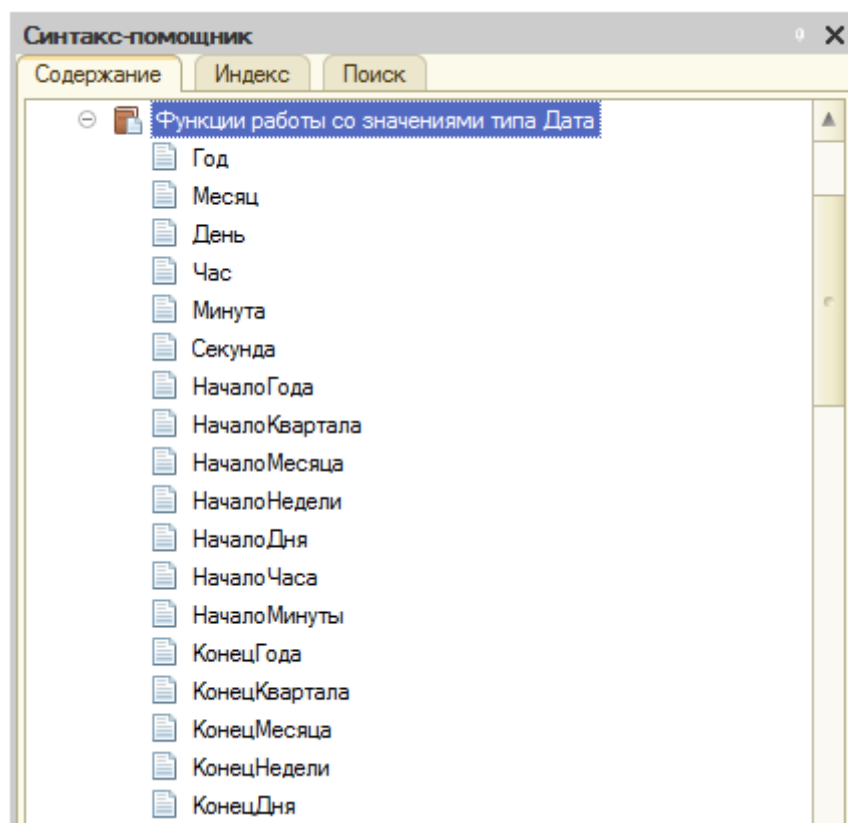 Синтакс-помощник
Содержание Индекс Поиск
Функции работы со значениями типа Дата
Год
Месяц
День
Час
Минута
Секунда
НачалоГода
НачалоКвартала
НачалоМесяца
НачалоНедели
НачалоДня
НачалоЧаса
НачалоМинуты
КонецГода
КонецКвартала
КонецМесяца
КонецНедели
КонецДня